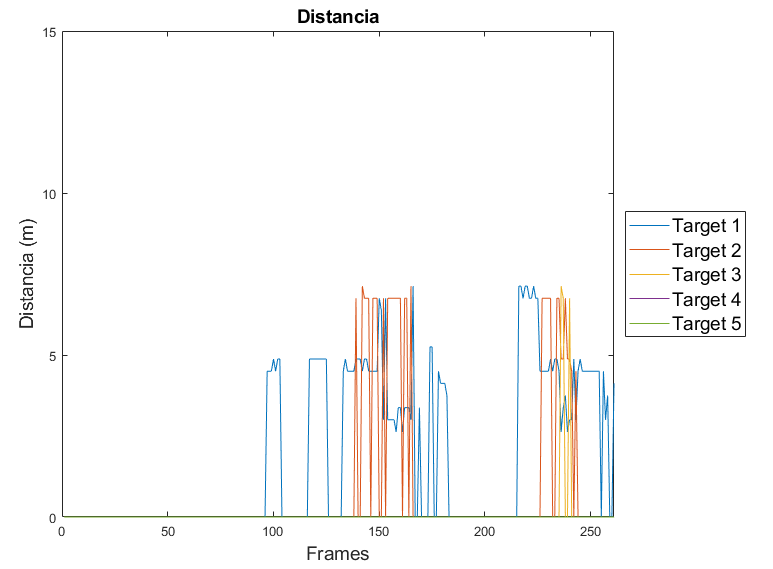 Distancia
15
10
5
0
Distancia (m)
0 50 100 150 200 250
Frames
Target 1
Target 2
Target 3
Target 4
Target 5